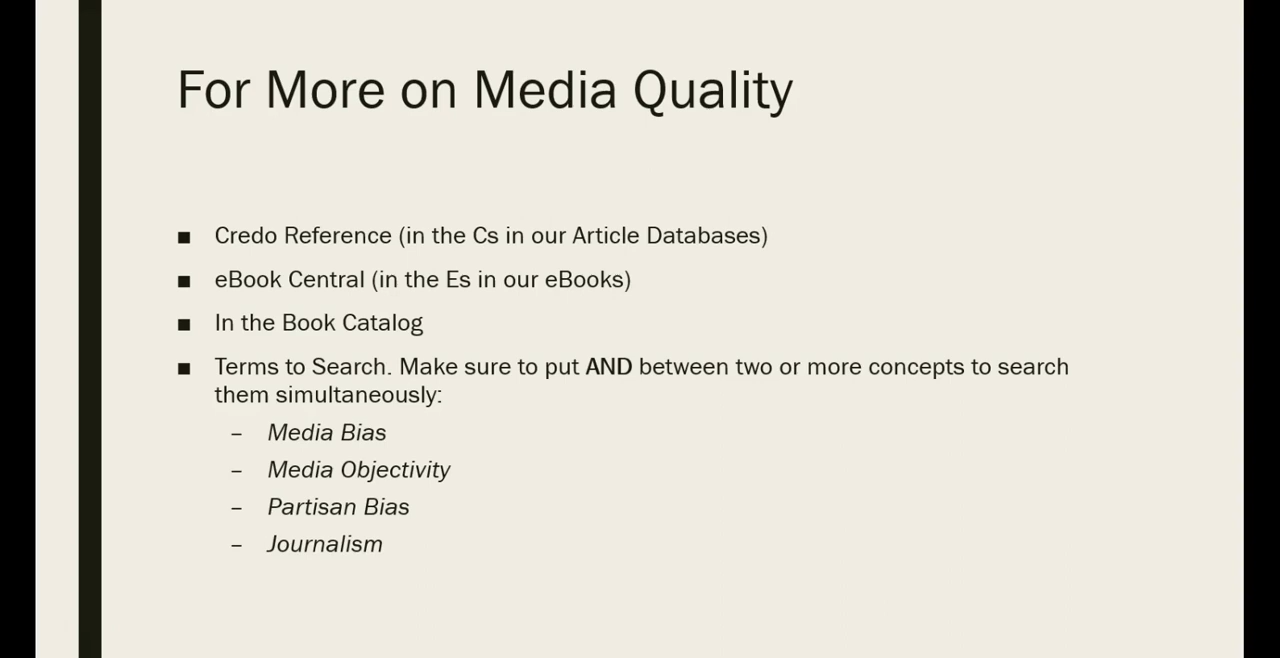 For More on Media Quality
■ Credo Reference (in the Cs in our Article Databases)
■ eBook Central (in the Es in our eBooks)
■ In the Book Catalog
■ Terms to Search. Make sure to put AND between two or more concepts to search
them simultaneously:
– Media Bias
– Media Objectivity
– Partisan Bias
– Journalism